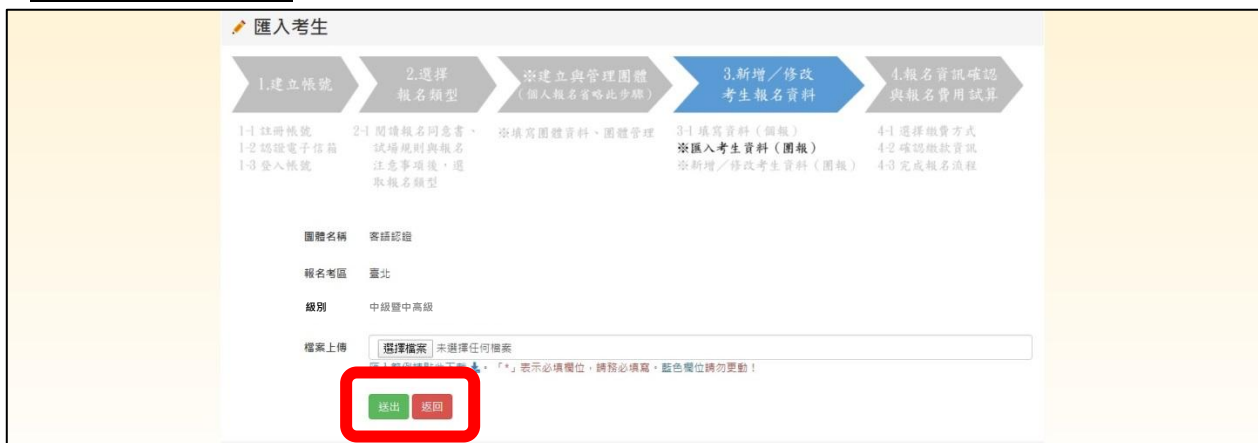 匯入考生
1.建立帳號
2.選擇
報名類型
※建立與管理團體
(個人報名省略此步驟)
3.新增／修改
考生報名資料
4.報名資訊確認
與報名費用試算
1-1 註冊帳號
1-2 認證電子信箱
1-3 登入帳號
2-1 閱讀報名同意書、
試場規則與報名
注意事項後，選
取報名類型
※填寫團體資料、團體管理
3-1 填寫資料（個報）
※匯入考生資料（團報）
※新增／修改考生資料（團報）
4-1 選擇繳費方式
4-2 確認繳款資訊
4-3 完成報名流程
團體名稱 客語認證
報名考區 臺北
級別 中級暨中高級
檔案上傳 選擇檔案 未選擇任何檔案
。「*」表示必填欄位，請務必填寫。藍色欄位請勿更動！
送出 返回